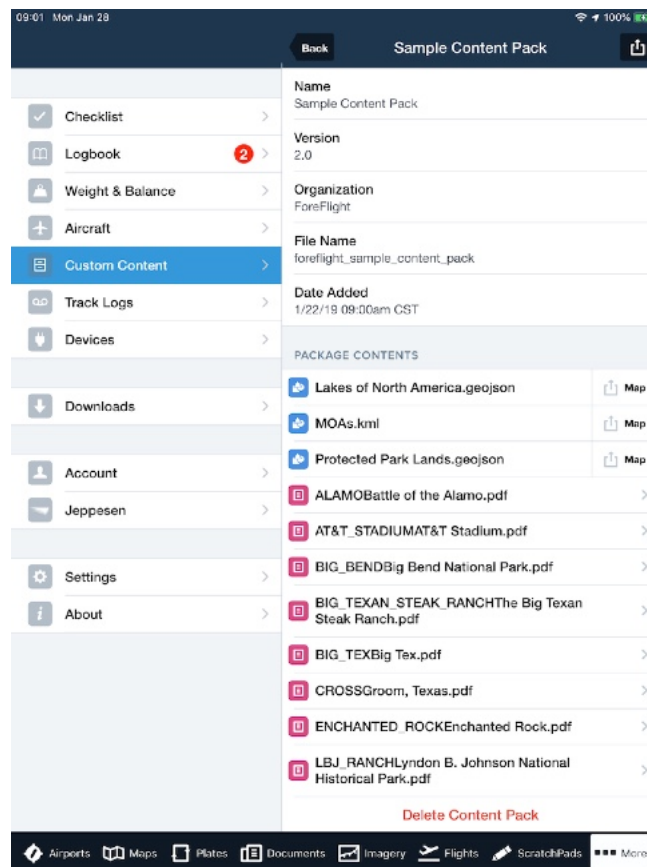 09:01 Mon Jan 28
100%
Back
Sample Content Pack
Checklist
Logbook
2
Weight & Balance
Aircraft
Custom Content
Track Logs
Devices
Downloads
Account
Jeppesen
Settings
About
Name
Sample Content Pack
Version
2.0
Organization
ForeFlight
File Name
foreflight_sample_content_pack
Date Added
1/22/19 09:00am CST
PACKAGE CONTENTS
Lakes of North America.geojson
Map
MOAs.kml
Map
Protected Park Lands.geojson
Map
ALAMOBattle of the Alamo.pdf
AT&T_STADIUMAT&T Stadium.pdf
BIG_BENDBig Bend National Park.pdf
BIG_TEXAN_STEAK_RANCHThe Big Texan
Steak Ranch.pdf
BIG_TEXBig Tex.pdf
CROSSGroom, Texas.pdf
ENCHANTED_ROCKEnchanted Rock.pdf
LBJ_RANCHLyndon B. Johnson National
Historical Park.pdf
Delete Content Pack
Airports Maps Plates Documents Imagery Flights ScratchPads More